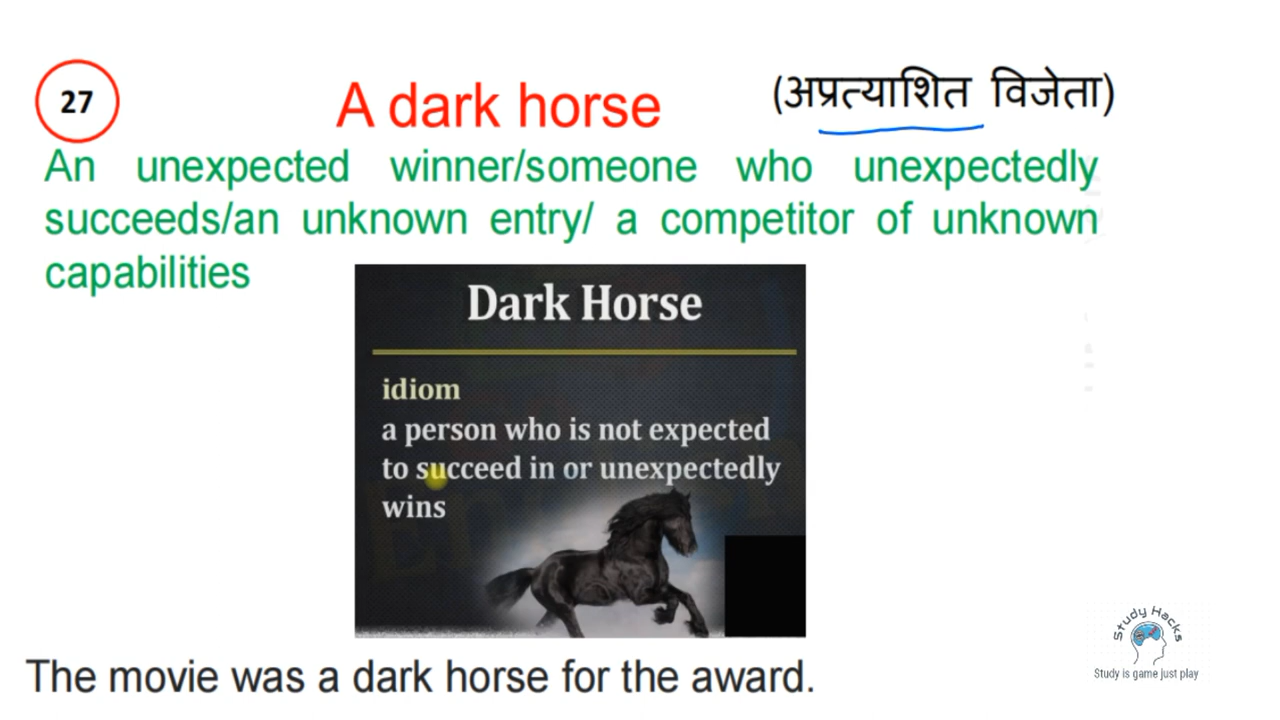 27
A dark horse
(अप्रत्याशित विजेता)
An unexpected winner/someone who unexpectedly
succeeds/an unknown entry/ a competitor of unknown
capabilities
Dark Horse
idiom
a person who is not expected
to succeed in or unexpectedly
wins
The movie was a dark horse for the award.
Study Hacks
Study is game just play